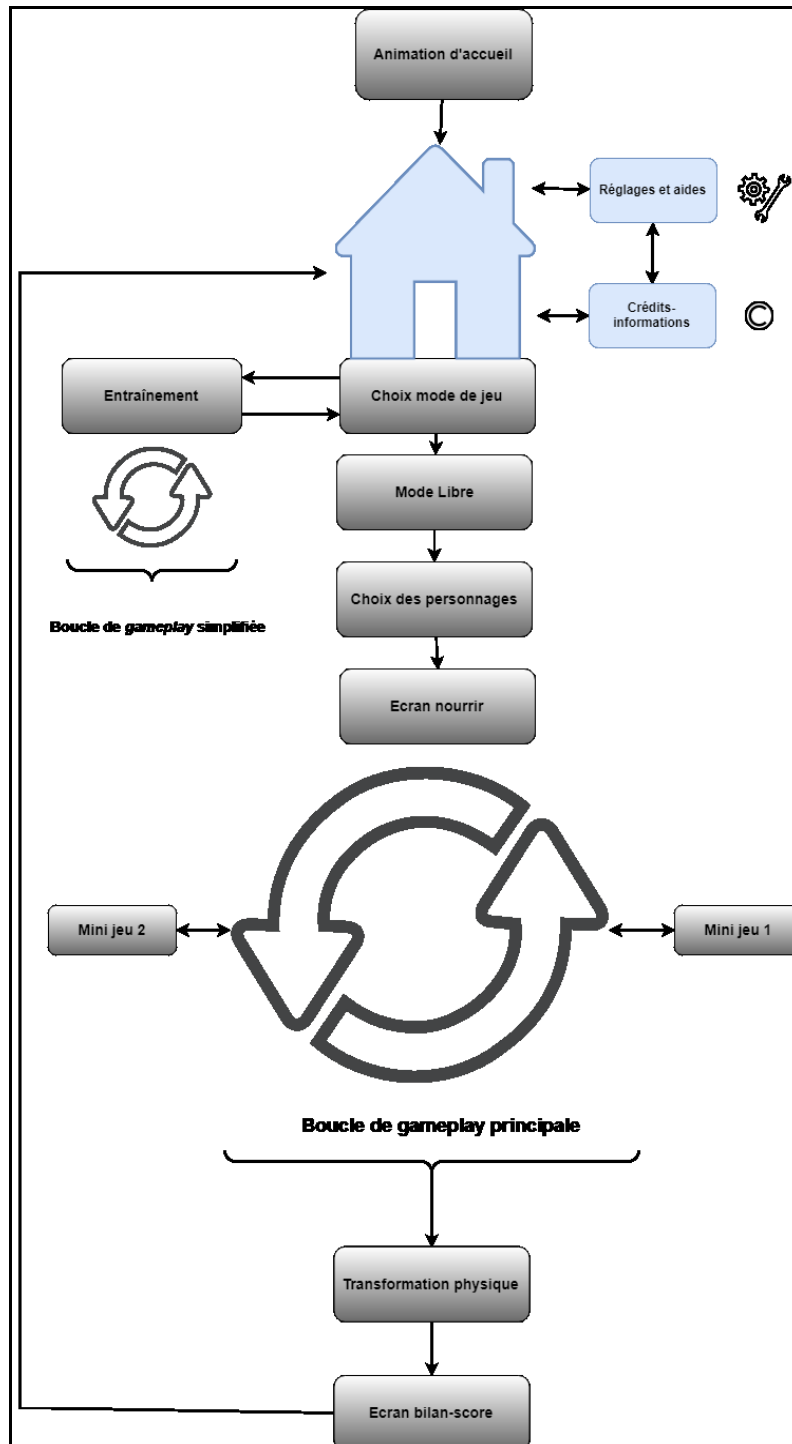 Animation d'accueil
Réglages et aides
Crédits-
informations
©
Entraînement
Choix mode de jeu
Mode Libre
Boucle de gameplay simplifiée
Choix des personnages
Ecran nourrir
Mini jeu 2
Mini jeu 1
Boucle de gameplay principale
Transformation physique
Ecran bilan-score